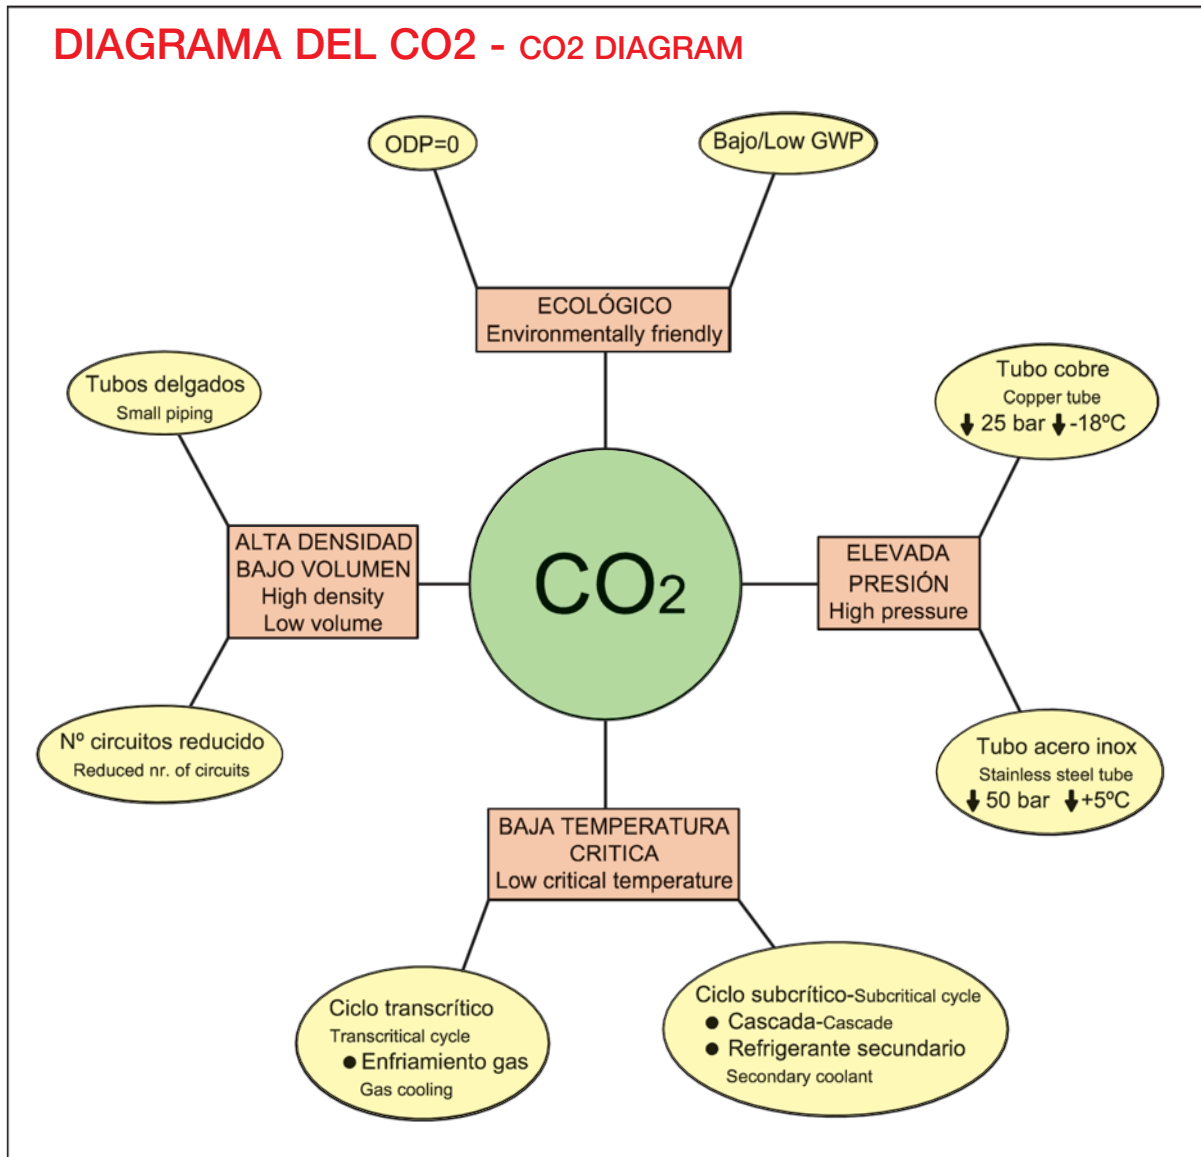 DIAGRAMA DEL CO2 - CO2 DIAGRAM
ODP=0
Bajo/Low GWP
ECOLÓGICO
Environmentally friendly
Tubos delgados
Small piping
Tubo cobre
Copper tube
↓ 25 bar ↓ -18ºC
ALTA DENSIDAD
BAJO VOLUMEN
High density
Low volume
CO2
ELEVADA
PRESIÓN
High pressure
Nº circuitos reducido
Reduced nr. of circuits
Tubo acero inox
Stainless steel tube
↓ 50 bar ↓ +5ºC
BAJA TEMPERATURA
CRITICA
Low critical temperature
Ciclo transcrítico
Transcritical cycle
● Enfriamiento gas
Gas cooling
Ciclo subcrítico-Subcritical cycle
● Cascada-Cascade
● Refrigerante secundario
Secondary coolant